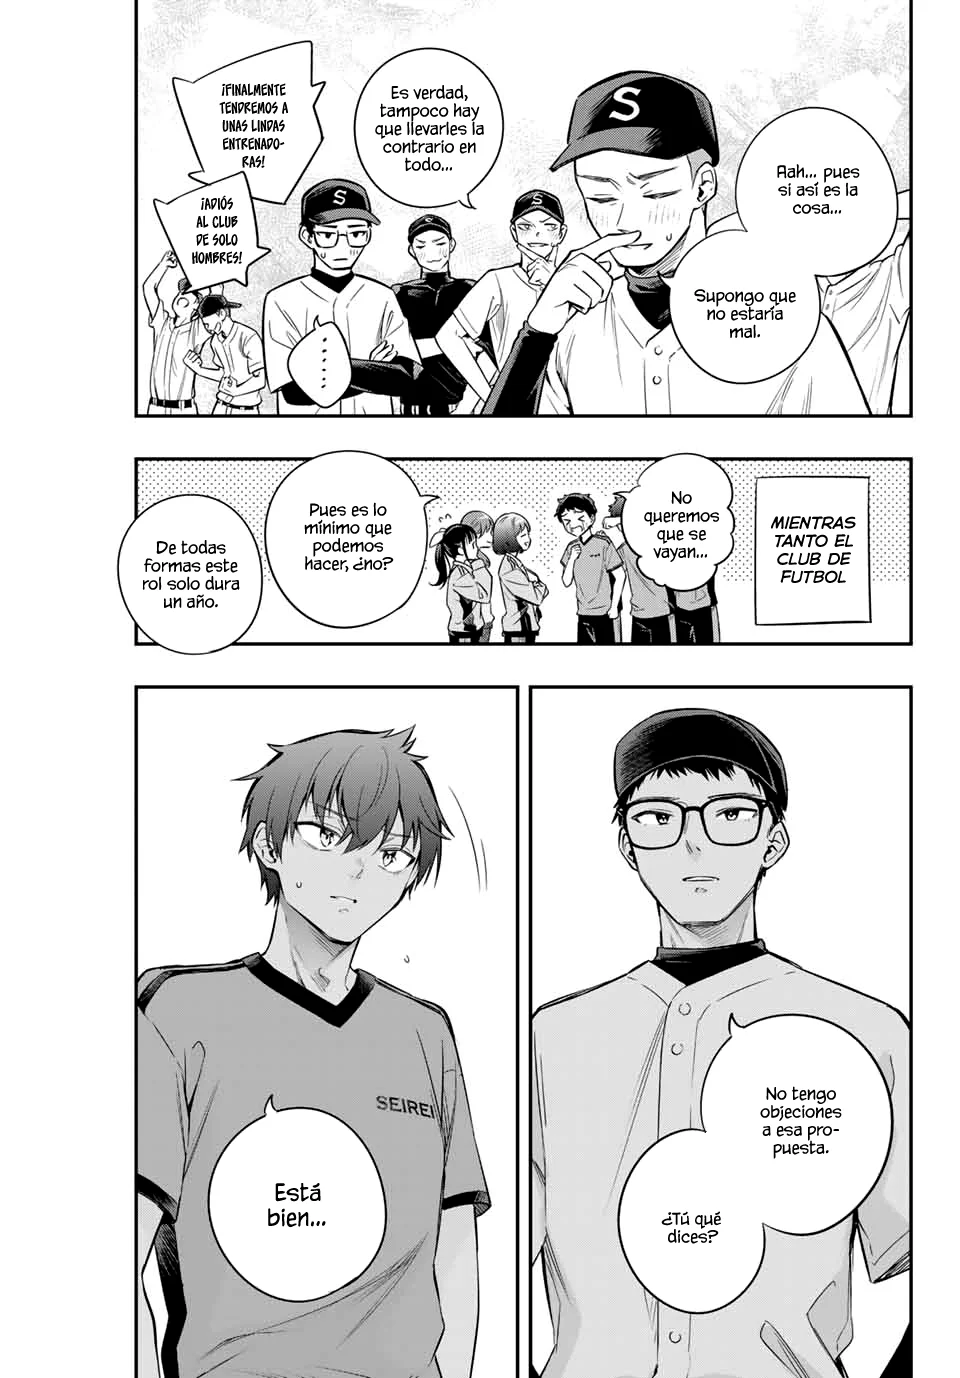 Aah... pues
si así es la
cosa...
Supongo que
no estaría
mal.
S
Es verdad,
tampoco hay
que llevarles la
contrario en
todo...
S
S
......
¡FINALMENTE
TENDREMOS A
UNAS LINDAS
ENTRENADO-
RAS!
¡ADIÓS
AL CLUB
DE SOLO
HOMBRES!
MIENTRAS
TANTO EL
CLUB DE
FUTBOL
No
queremos
que se
vayan...
Pues es lo
mínimo que
podemos
hacer, ¿no?
De todas
formas este
rol solo dura
un año.
No tengo
objeciones
a esa pro-
puesta.
¿Tú qué
dices?
SEIREI
Está
bien...